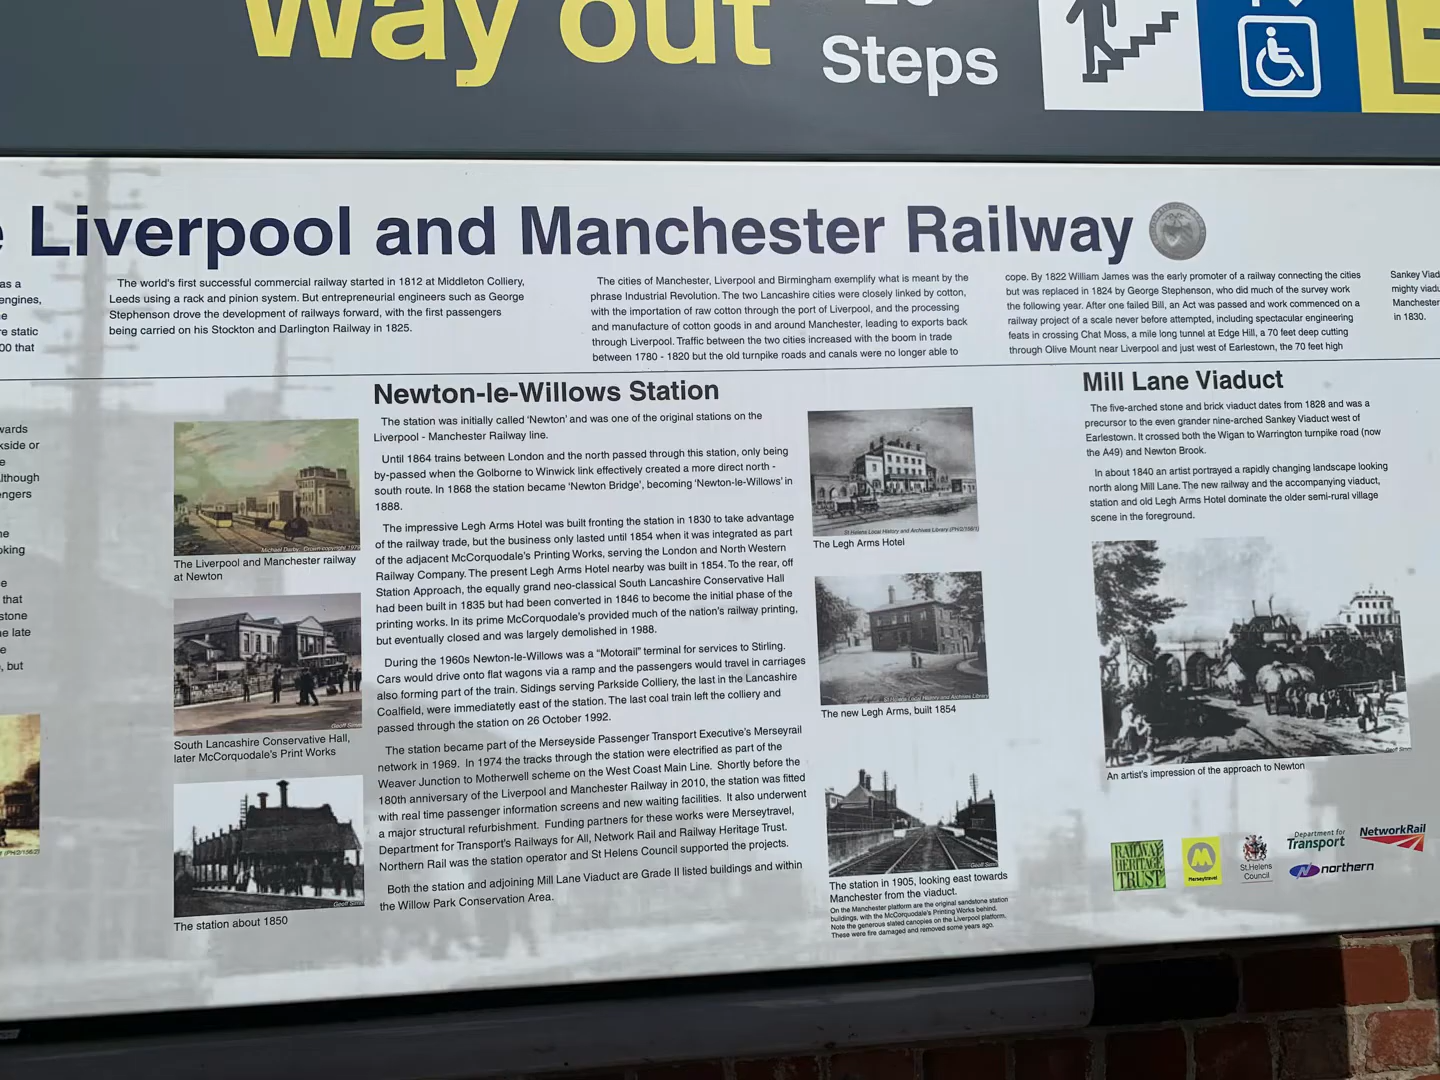 Way out
Steps
Liverpool and Manchester Railway
as a
engines,
e
re static
00 that
The world's first successful commercial railway started in 1812 at Middleton Colliery,
Leeds using a rack and pinion system. But entrepreneurial engineers such as George
Stephenson drove the development of railways forward, with the first passengers
being carried on his Stockton and Darlington Railway in 1825.
The cities of Manchester, Liverpool and Birmingham exemplify what is meant by the
phrase Industrial Revolution. The two Lancashire cities were closely linked by cotton,
with the importation of raw cotton through the port of Liverpool, and the processing
and manufacture of cotton goods in and around Manchester, leading to exports back
through Liverpool. Traffic between the two cities increased with the boom in trade
between 1780 - 1820 but the old turnpike roads and canals were no longer able to
cope. By 1822 William James was the early promoter of a railway connecting the cities
but was replaced in 1824 by George Stephenson, who did much of the survey work
the following year. After one failed Bill, an Act was passed and work commenced on a
railway project of a scale never before attempted, including spectacular engineering
feats in crossing Chat Moss, a mile long tunnel at Edge Hill, a 70 feet deep cutting
through Olive Mount near Liverpool and just west of Earlestown, the 70 feet high
Sankey Viad
mighty viadu
Manchester
in 1830.
wards
kside or
e
lthough
engers
ne
oking
e
that
stone
he late
e
, but
The Liverpool and Manchester railway
at Newton
South Lancashire Conservative Hall,
later McCorquodale's Print Works
The station about 1850
Newton-le-Willows Station
The station was initially called 'Newton' and was one of the original stations on the
Liverpool - Manchester Railway line.
Until 1864 trains between London and the north passed through this station, only being
by-passed when the Golborne to Winwick link effectively created a more direct north -
south route. In 1868 the station became 'Newton Bridge', becoming 'Newton-le-Willows' in
1888.
The impressive Legh Arms Hotel was built fronting the station in 1830 to take advantage
of the railway trade, but the business only lasted until 1854 when it was integrated as part
of the adjacent McCorquodale's Printing Works, serving the London and North Western
Railway Company. The present Legh Arms Hotel nearby was built in 1854. To the rear, off
Station Approach, the equally grand neo-classical South Lancashire Conservative Hall
had been built in 1835 but had been converted in 1846 to become the initial phase of the
printing works. In its prime McCorquodale's provided much of the nation's railway printing,
but eventually closed and was largely demolished in 1988.
During the 1960s Newton-le-Willows was a "Motorail" terminal for services to Stirling.
Cars would drive onto flat wagons via a ramp and the passengers would travel in carriages
also forming part of the train. Sidings serving Parkside Colliery, the last in the Lancashire
Coalfield, were immediatetly east of the station. The last coal train left the colliery and
passed through the station on 26 October 1992.
The station became part of the Merseyside Passenger Transport Executive's Merseyrail
network in 1969. In 1974 the tracks through the station were electrified as part of the
Weaver Junction to Motherwell scheme on the West Coast Main Line. Shortly before the
180th anniversary of the Liverpool and Manchester Railway in 2010, the station was fitted
with real time passenger information screens and new waiting facilities. It also underwent
a major structural refurbishment. Funding partners for these works were Merseytravel,
Department for Transport's Railways for All, Network Rail and Railway Heritage Trust.
Northern Rail was the station operator and St Helens Council supported the projects.
Both the station and adjoining Mill Lane Viaduct are Grade II listed buildings and within
the Willow Park Conservation Area.
St Helens Local History and Archives Library (PH/2/156/1)
The Legh Arms Hotel
The new Legh Arms, built 1854
The station in 1905, looking east towards
Manchester from the viaduct.
On the Manchester platform are the original sandstone station
buildings, with the McCorquodale's Printing Works behind.
Note the generous slated canopies on the Liverpool platform.
These were fire damaged and removed some years ago.
Mill Lane Viaduct
The five-arched stone and brick viaduct dates from 1828 and was a
precursor to the even grander nine-arched Sankey Viaduct west of
Earlestown. It crossed both the Wigan to Warrington turnpike road (now
the A49) and Newton Brook.
In about 1840 an artist portrayed a rapidly changing landscape looking
north along Mill Lane. The new railway and the accompanying viaduct,
station and old Legh Arms Hotel dominate the older semi-rural village
scene in the foreground.
An artist's impression of the approach to Newton
RAILWAY
HERITAGE
TRUST
Merseytravel
St.Helens
Council
Department for
Transport
NetworkRail
northern